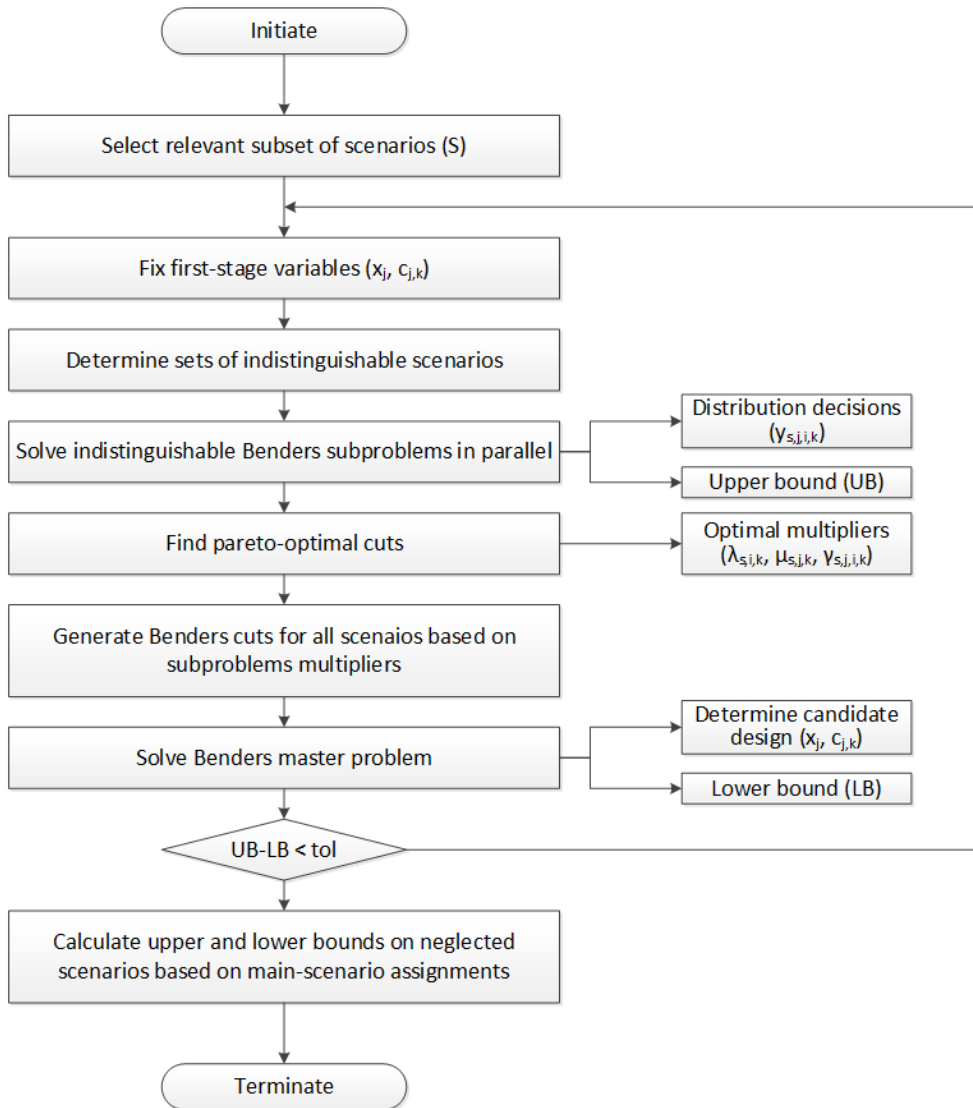 Initiate
Select relevant subset of scenarios (S)
Fix first-stage variables (xj, cj,k)
Determine sets of indistinguishable scenarios
Solve indistinguishable Benders subproblems in parallel
Distribution decisions
(ys,j,i,k)
Upper bound (UB)
Find pareto-optimal cuts
Optimal multipliers
(λs,i,k, μs,j,k, γs,j,i,k)
Generate Benders cuts for all scenaios based on
subproblems multipliers
Solve Benders master problem
Determine candidate
design (xj, cj,k)
Lower bound (LB)
UB-LB < tol
Calculate upper and lower bounds on neglected
scenarios based on main-scenario assignments
Terminate